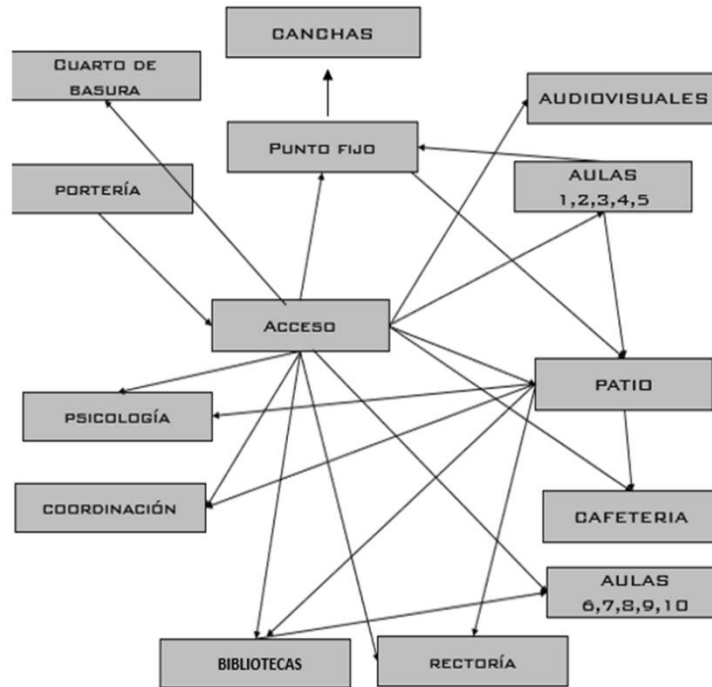 CANCHAS
CUARTO DE
BASURA
AUDIOVISUALES
PUNTO FIJO
AULAS
1,2,3,4,5
PORTERÍA
ACCESO
PATIO
PSICOLOGÍA
COORDINACIÓN
CAFETERIA
AULAS
6,7,8,9,10
BIBLIOTECAS
RECTORÍA